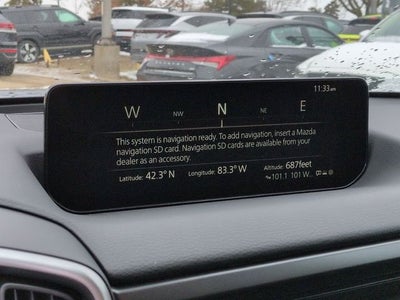 11:33am
W NW N NE E
This system is navigation ready. To add navigation, insert a Mazda
navigation SD card. Navigation SD cards are available from your
dealer as an accessory.
Latitude: 42.3° N Longitude: 83.3° W Altitude: 687feet
101.1 101 W...